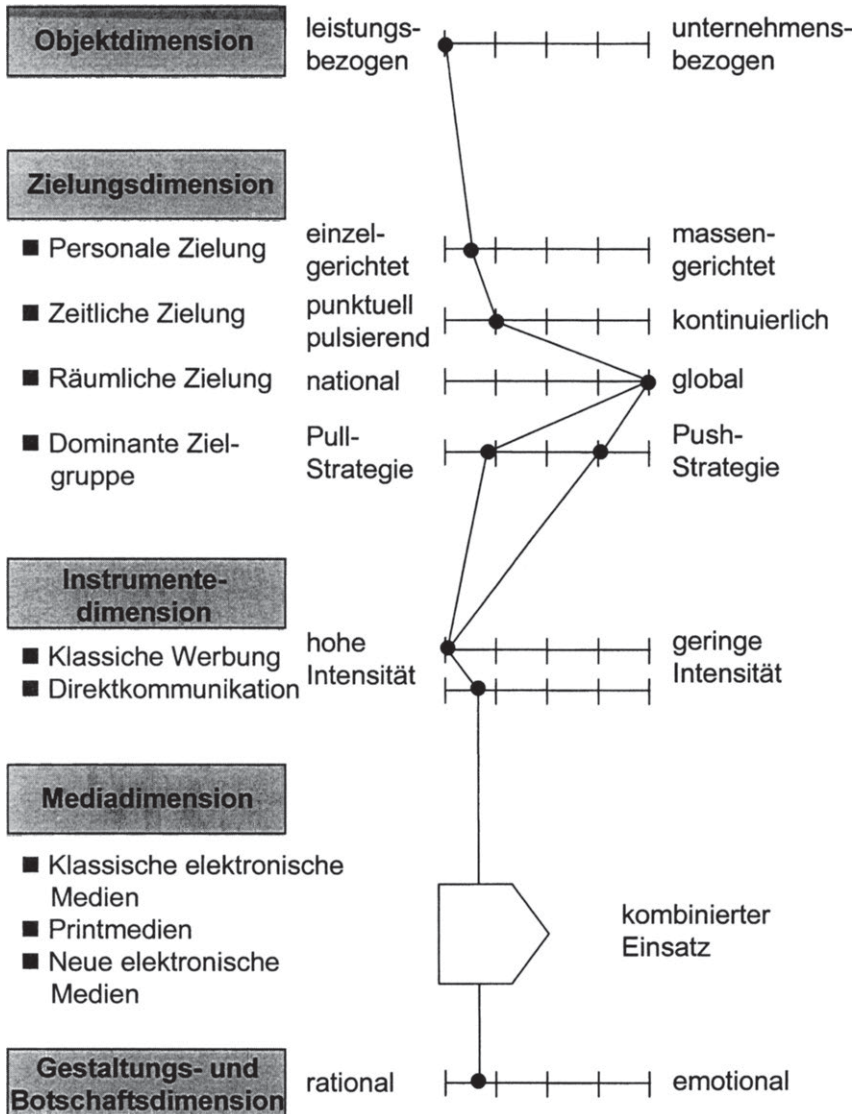 Objektdimension
leistungs-
bezogen
unternehmens-
bezogen
Zielungsdimension
■ Personale Zielung
einzel-
gerichtet
massen-
gerichtet
■ Zeitliche Zielung
punktuell
pulsierend
kontinuierlich
■ Räumliche Zielung
national
global
■ Dominante Ziel-
gruppe
Pull-
Strategie
Push-
Strategie
Instrumente-
dimension
■ Klassiche Werbung
■ Direktkommunikation
hohe
Intensität
geringe
Intensität
Mediadimension
■ Klassische elektronische
Medien
■ Printmedien
■ Neue elektronische
Medien
kombinierter
Einsatz
Gestaltungs- und
Botschaftsdimension
rational
emotional